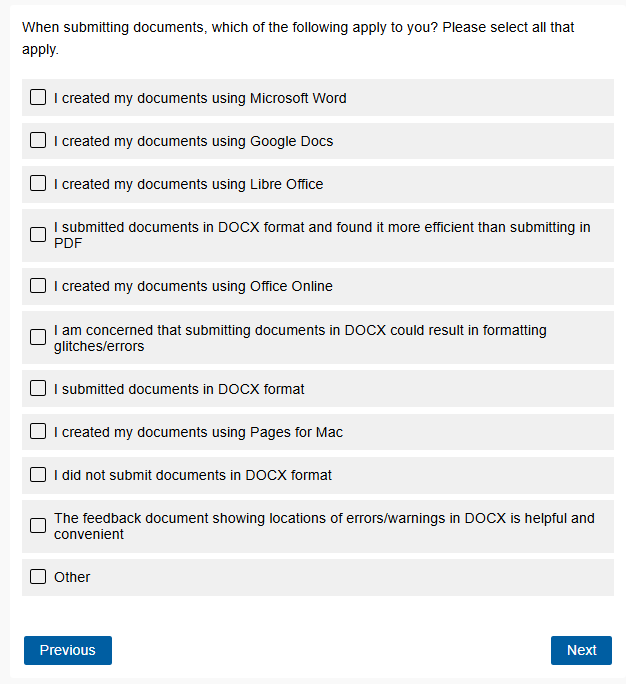 When submitting documents, which of the following apply to you? Please select all that
apply.
I created my documents using Microsoft Word
I created my documents using Google Docs
I created my documents using Libre Office
I submitted documents in DOCX format and found it more efficient than submitting in
PDF
I created my documents using Office Online
I am concerned that submitting documents in DOCX could result in formatting
glitches/errors
I submitted documents in DOCX format
I created my documents using Pages for Mac
I did not submit documents in DOCX format
The feedback document showing locations of errors/warnings in DOCX is helpful and
convenient
Other
Previous
Next